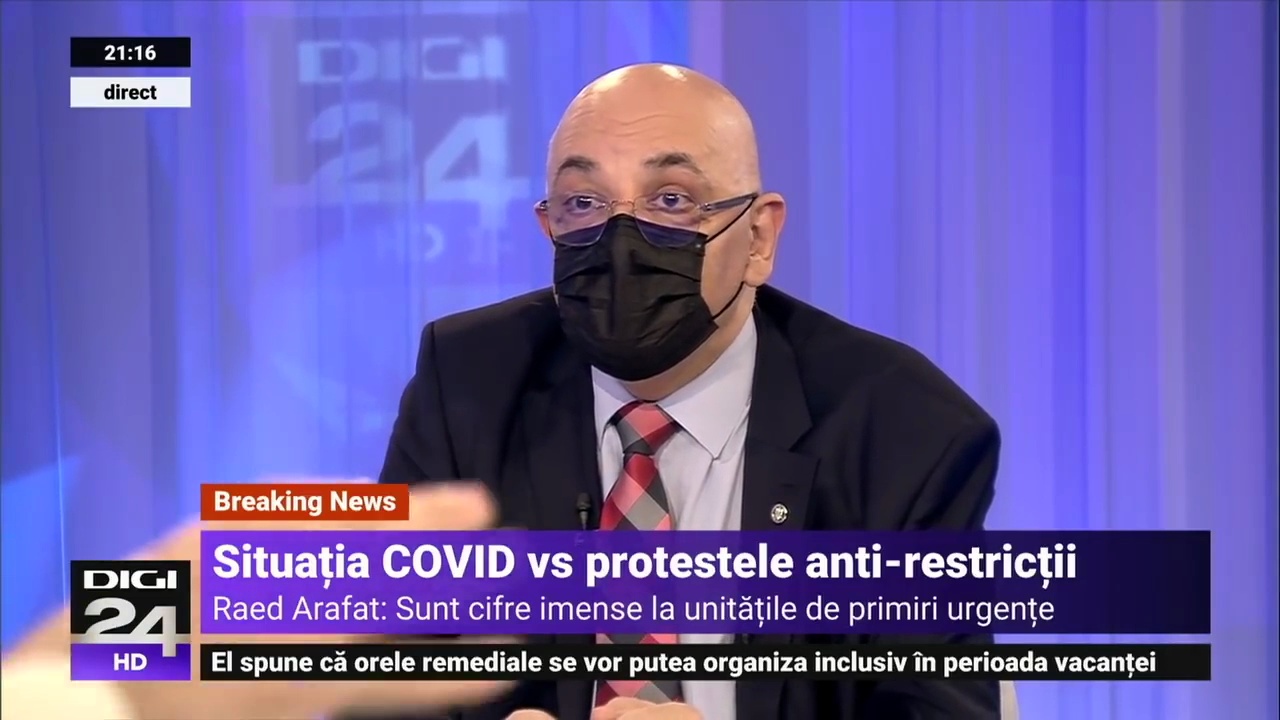 21:16
direct
DIGI
24
HD
Breaking News
Situația COVID vs protestele anti-restricții
Raed Arafat: Sunt cifre imense la unitățile de primiri urgențe
DIGI
24
HD
El spune că orele remediale se vor putea organiza inclusiv în perioada vacanței